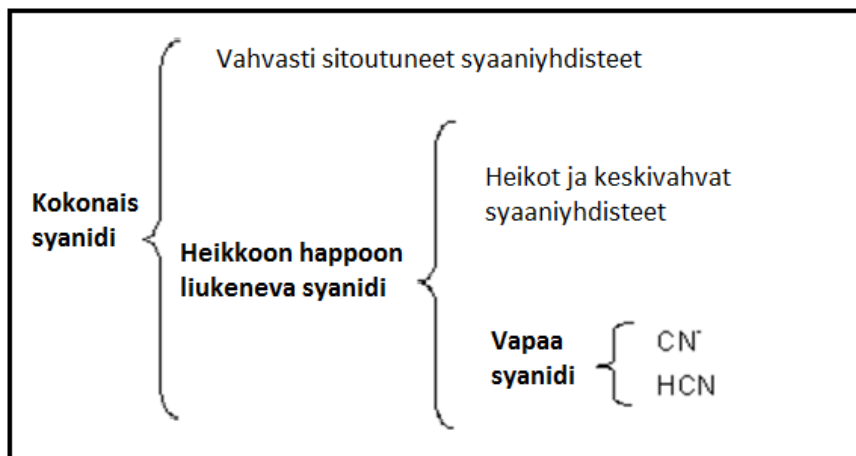 Vahvasti sitoutuneet syaaniyhdisteet
Kokonais
syanidi
Heikkoon happoon
liukeneva syanidi
Heikot ja keskivahvat
syaaniyhdisteet
Vapaa
syanidi
CN⁻
HCN